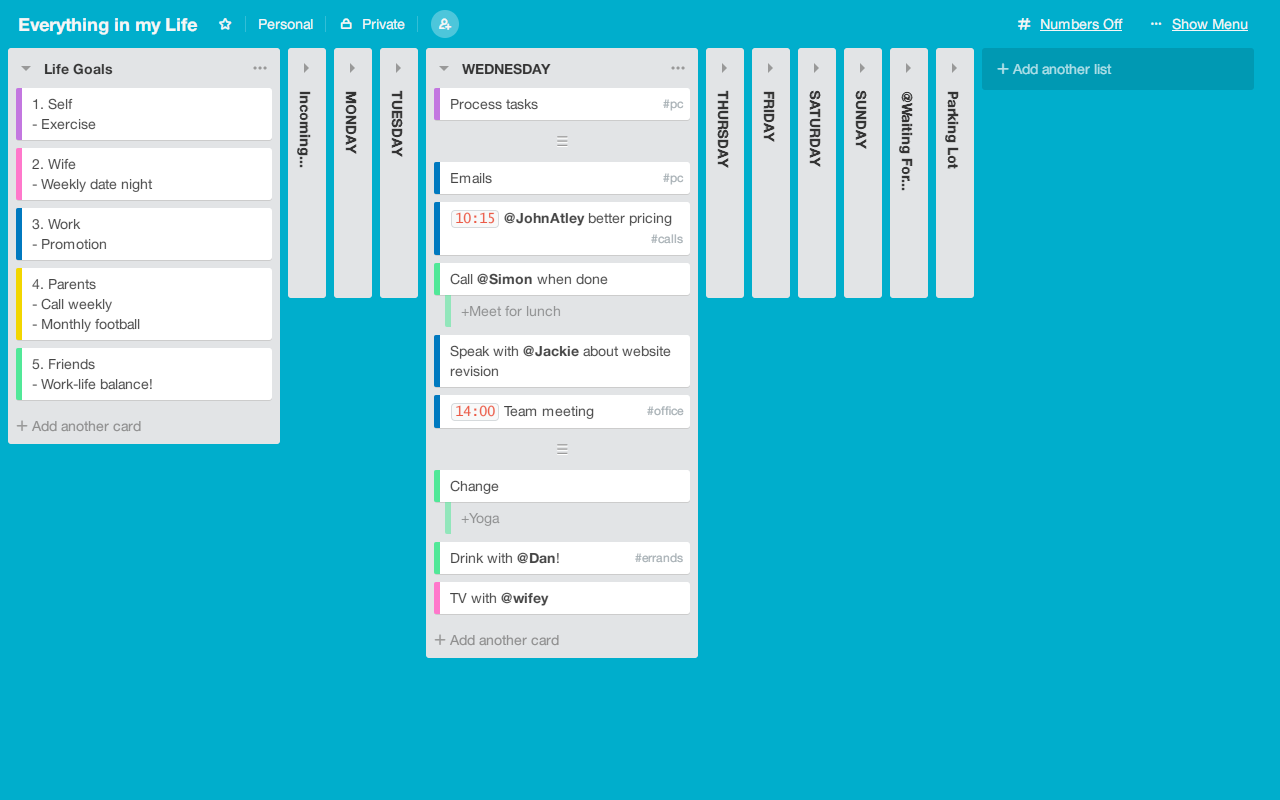 Everything in my Life
Personal
Private
Numbers Off
Show Menu
Life Goals
1. Self
- Exercise
2. Wife
- Weekly date night
3. Work
- Promotion
4. Parents
- Call weekly
- Monthly football
5. Friends
- Work-life balance!
+ Add another card
Incoming...
MONDAY
TUESDAY
WEDNESDAY
Process tasks #pc
Emails #pc
10:15 @JohnAtley better pricing
#calls
Call @Simon when done
+Meet for lunch
Speak with @Jackie about website
revision
14:00 Team meeting #office
Change
+Yoga
Drink with @Dan! #errands
TV with @wifey
+ Add another card
THURSDAY
FRIDAY
SATURDAY
SUNDAY
@Waiting For...
Parking Lot
+ Add another list